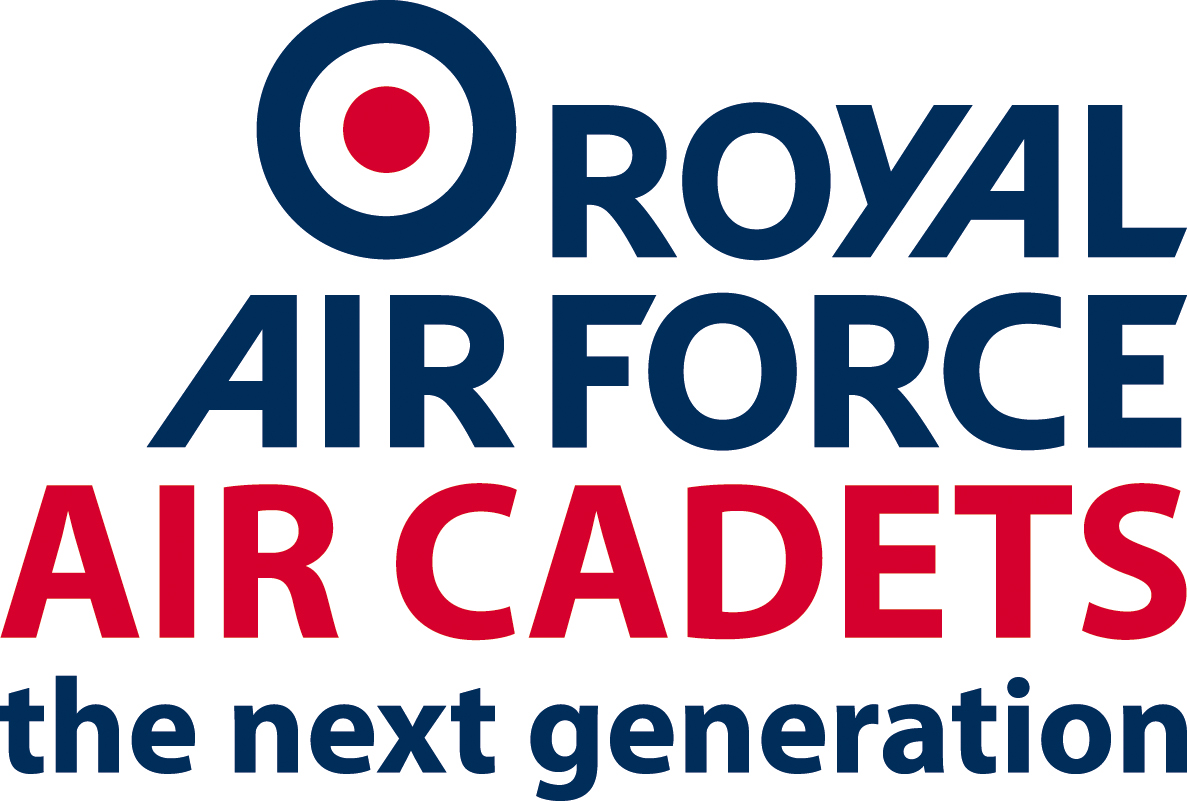 ROYAL
AIR FORCE
AIR CADETS
the next generation